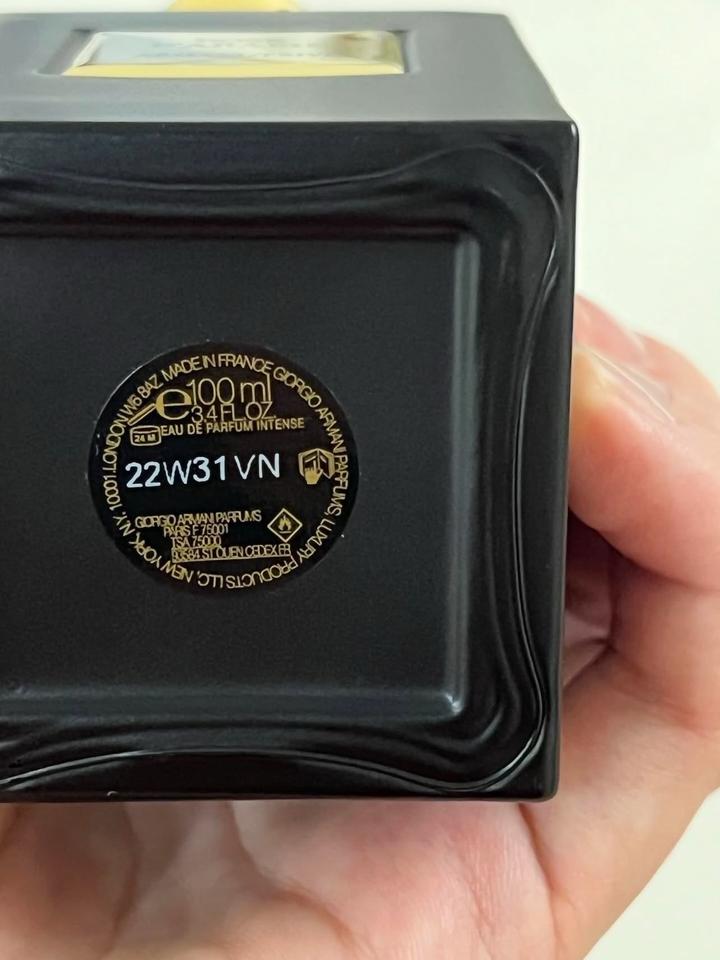 MADE IN FRANCE GIORGIO ARMANI PARFUMS, LUXURY PRODUCTS LLC, NEW YORK, N.Y. 10001 LONDON W6 8AZ
e 100 ml
3.4 FL. OZ.
24 M
EAU DE PARFUM INTENSE
22W31VN
GIORGIO ARMANI PARFUMS
PARIS F 75001
TSA 75000
93584 ST. OUEN CEDEX FR